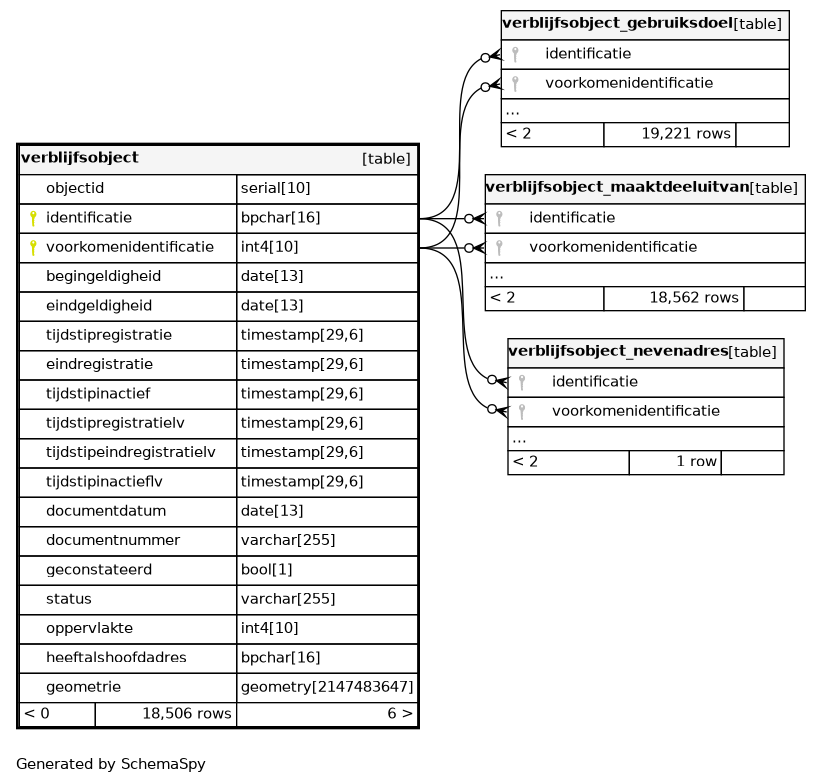 verblijfsobject_gebruiksdoel[table]
identificatie
voorkomenidentificatie
...
< 2 19,221 rows
verblijfsobject [table]
objectid serial[10]
identificatie bpchar[16]
voorkomenidentificatie int4[10]
begingeldigheid date[13]
eindgeldigheid date[13]
tijdstipregistratie timestamp[29,6]
eindregistratie timestamp[29,6]
tijdstipinactief timestamp[29,6]
tijdstipregistratielv timestamp[29,6]
tijdstipeindregistratielv timestamp[29,6]
tijdstipinactieflv timestamp[29,6]
documentdatum date[13]
documentnummer varchar[255]
geconstateerd bool[1]
status varchar[255]
oppervlakte int4[10]
heeftalshoofdadres bpchar[16]
geometrie geometry[2147483647]
< 0 18,506 rows 6 >
verblijfsobject_maaktdeeluitvan[table]
identificatie
voorkomenidentificatie
...
< 2 18,562 rows
verblijfsobject_nevenadres[table]
identificatie
voorkomenidentificatie
...
< 2 1 row
Generated by SchemaSpy